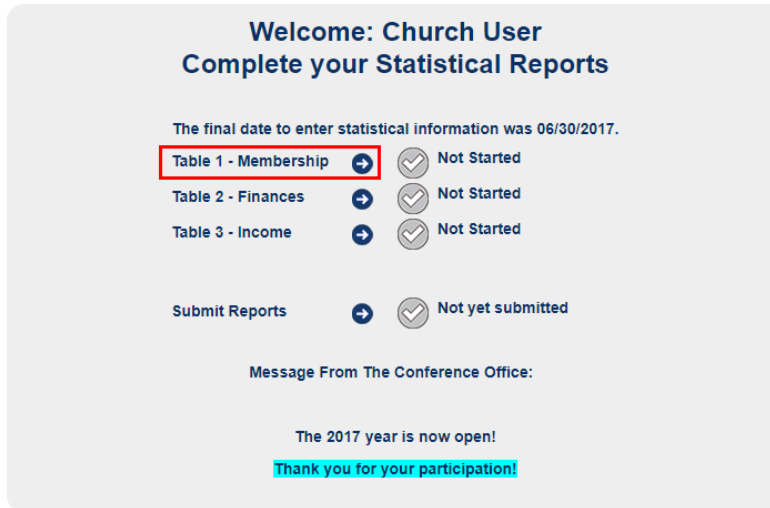 Welcome: Church User
Complete your Statistical Reports
The final date to enter statistical information was 06/30/2017.
Table 1 - Membership Not Started
Table 2 - Finances Not Started
Table 3 - Income Not Started
Submit Reports Not yet submitted
Message From The Conference Office:
The 2017 year is now open!
Thank you for your participation!